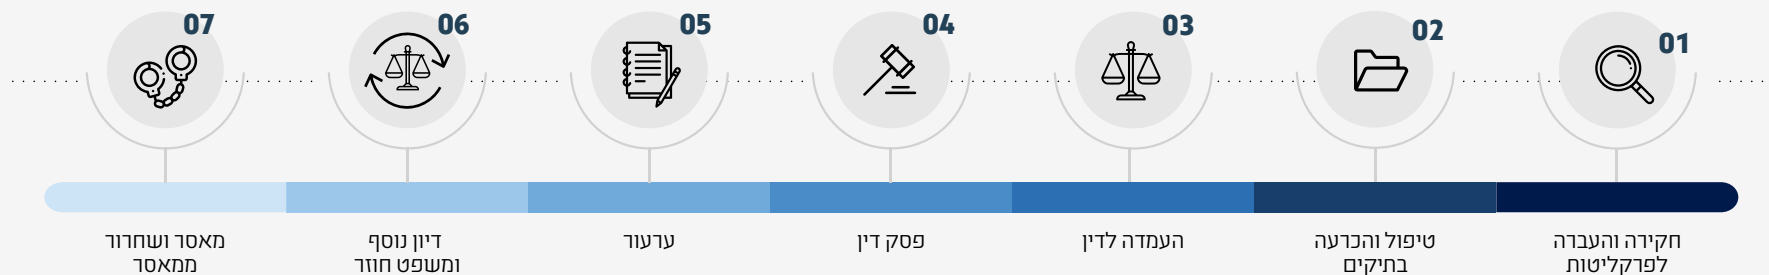 01
חקירה והעברה
לפרקליטות
02
טיפול והכרעה
בתיקים
03
העמדה לדין
04
פסק דין
05
ערעור
06
דיון נוסף
ומשפט חוזר
07
מאסר ושחרור
ממאסר